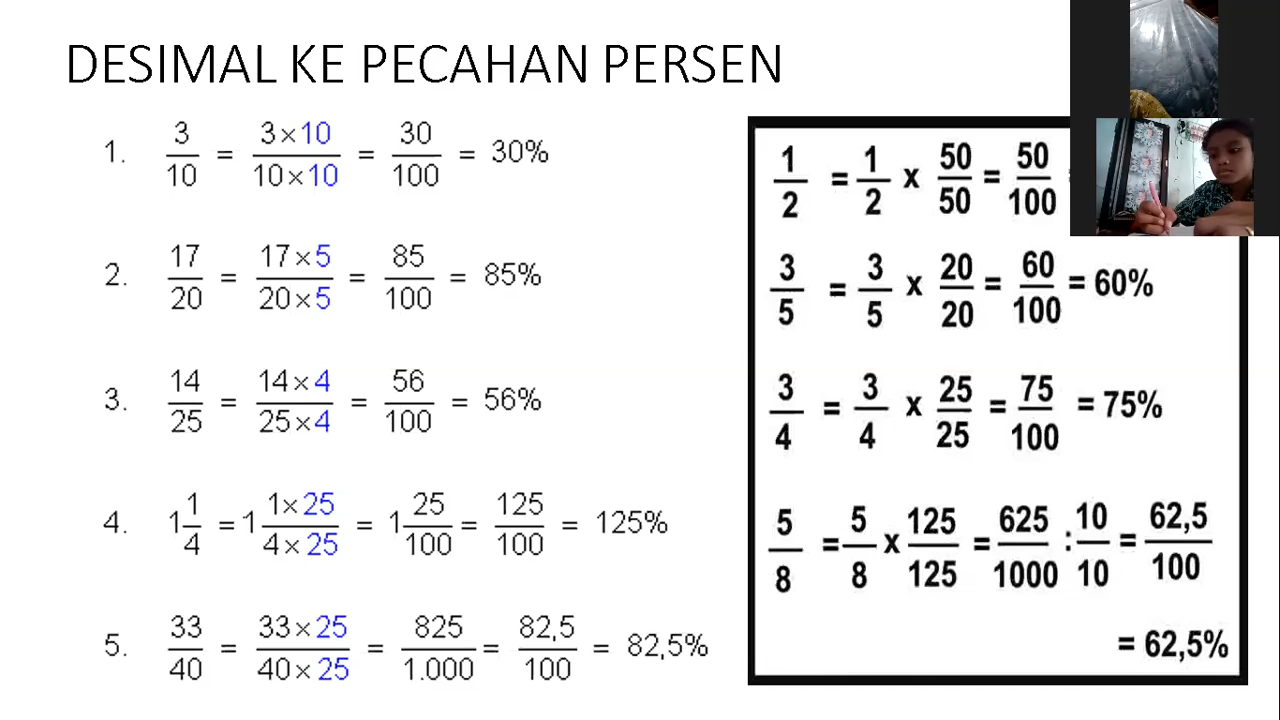 DESIMAL KE PECAHAN PERSEN
1. 3/10 = 3×10/10×10 = 30/100 = 30%
2. 17/20 = 17×5/20×5 = 85/100 = 85%
3. 14/25 = 14×4/25×4 = 56/100 = 56%
4. 1 1/4 = 1 1×25/4×25 = 1 25/100 = 125/100 = 125%
5. 33/40 = 33×25/40×25 = 825/1.000 = 82,5/100 = 82,5%
1/2 = 1/2 x 50/50 = 50/100
3/5 = 3/5 x 20/20 = 60/100 = 60%
3/4 = 3/4 x 25/25 = 75/100 = 75%
5/8 = 5/8 x 125/125 = 625/1000 : 10/10 = 62,5/100
= 62,5%